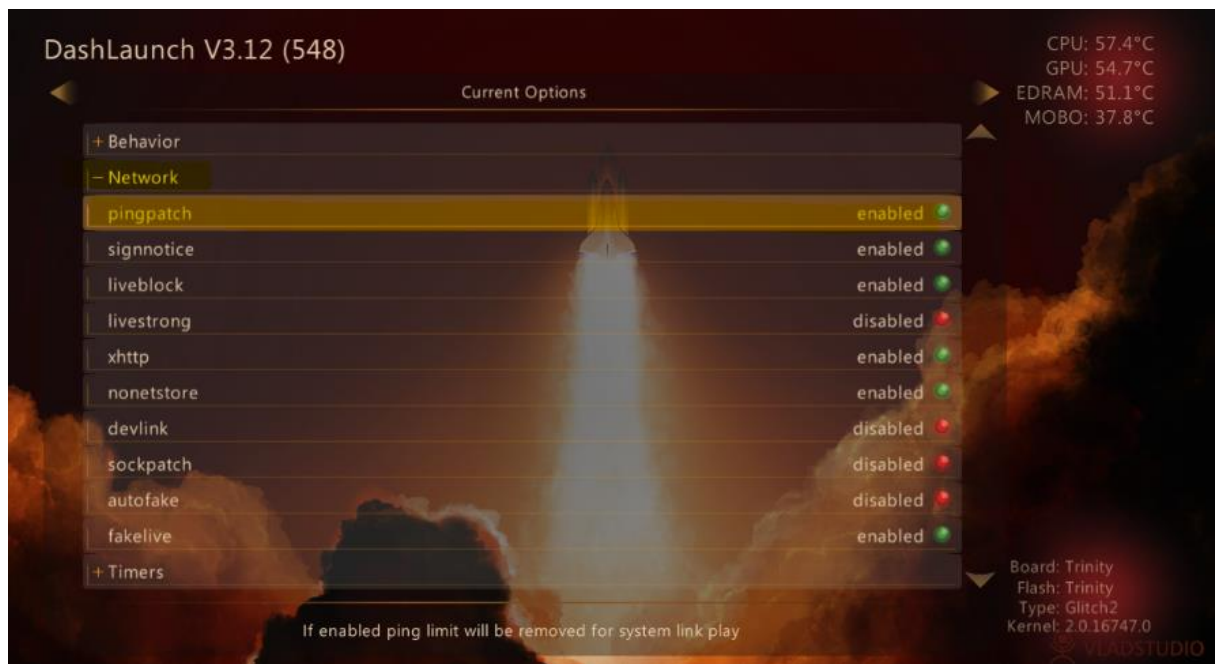 DashLaunch V3.12 (548)
CPU: 57.4°C
GPU: 54.7°C
EDRAM: 51.1°C
MOBO: 37.8°C
Current Options
+ Behavior
− Network
pingpatch enabled
signnotice enabled
liveblock enabled
livestrong disabled
xhttp enabled
nonetstore enabled
devlink disabled
sockpatch disabled
autofake disabled
fakelive enabled
+ Timers
If enabled ping limit will be removed for system link play
Board: Trinity
Flash: Trinity
Type: Glitch2
Kernel: 2.0.16747.0
VLADSTUDIO